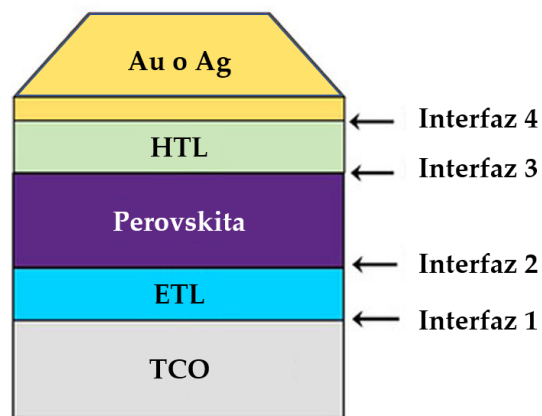 Au o Ag
Interfaz 4
HTL
Interfaz 3
Perovskita
Interfaz 2
ETL
Interfaz 1
TCO